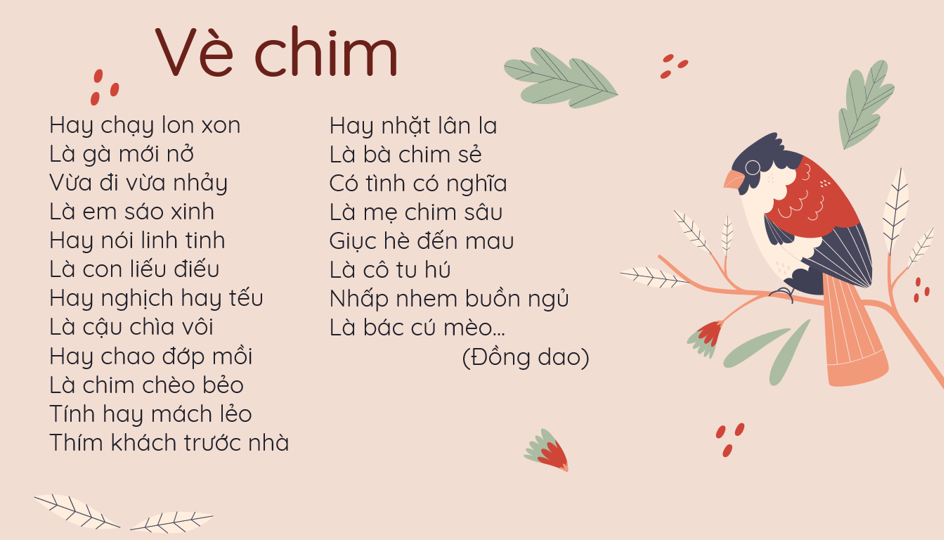 Vè chim
Hay chạy lon xon
Là gà mới nở
Vừa đi vừa nhảy
Là em sáo xinh
Hay nói linh tinh
Là con liếu điếu
Hay nghịch hay tếu
Là cậu chìa vôi
Hay chao đớp mồi
Là chim chèo bẻo
Tính hay mách lẻo
Thím khách trước nhà
Hay nhặt lân la
Là bà chim sẻ
Có tình có nghĩa
Là mẹ chim sâu
Giục hè đến mau
Là cô tu hú
Nhấp nhem buồn ngủ
Là bác cú mèo...
(Đồng dao)